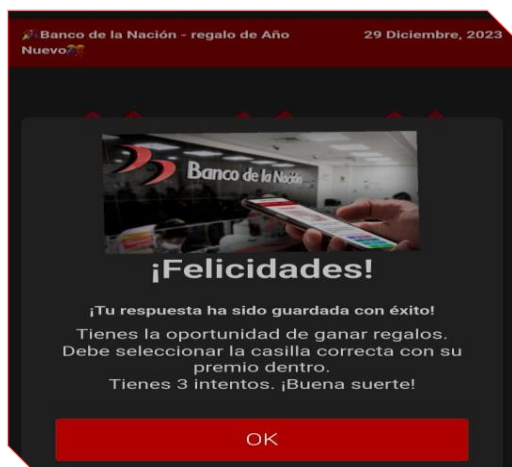 🎉Banco de la Nación - regalo de Año
Nuevo🎊
29 Diciembre, 2023
Banco de la Nación
¡Felicidades!
¡Tu respuesta ha sido guardada con éxito!
Tienes la oportunidad de ganar regalos.
Debe seleccionar la casilla correcta con su
premio dentro.
Tienes 3 intentos. ¡Buena suerte!
OK